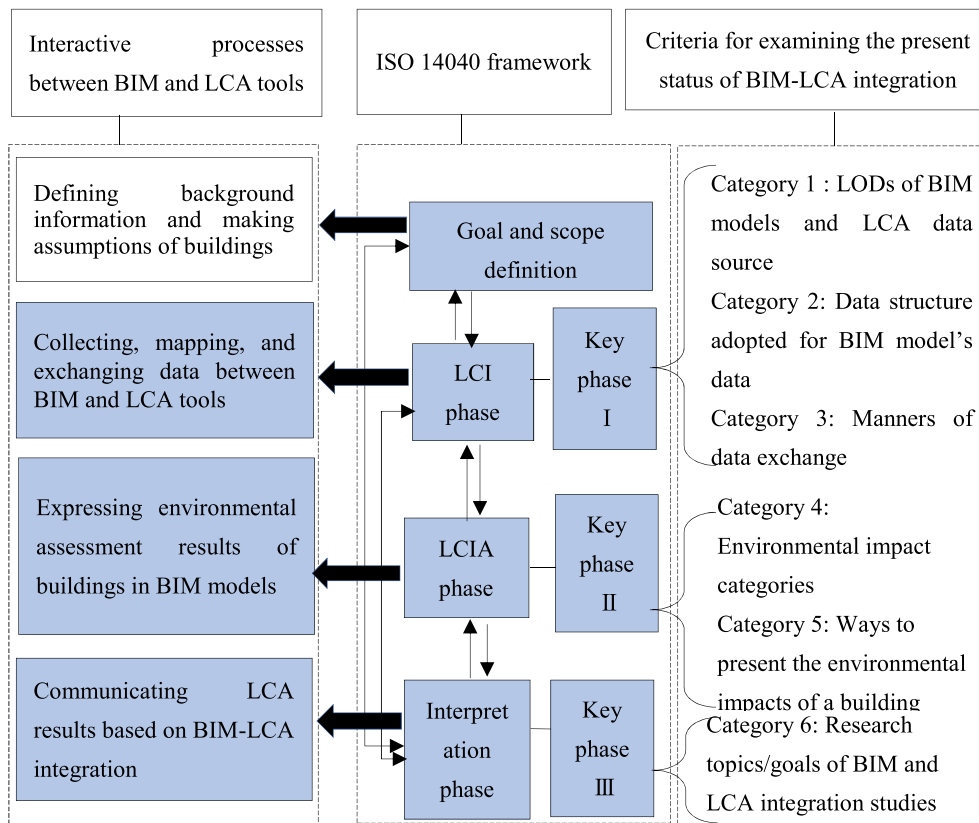 Interactive processes
between BIM and LCA tools
ISO 14040 framework
Criteria for examining the present
status of BIM-LCA integration
Defining background
information and making
assumptions of buildings
Collecting, mapping, and
exchanging data between
BIM and LCA tools
Expressing environmental
assessment results of
buildings in BIM models
Communicating LCA
results based on BIM-LCA
integration
Goal and scope
definition
LCI
phase
Key
phase
I
LCIA
phase
Key
phase
II
Interpret
ation
phase
Key
phase
III
Category 1 : LODs of BIM
models and LCA data
source
Category 2: Data structure
adopted for BIM model’s
data
Category 3: Manners of
data exchange
Category 4:
Environmental impact
categories
Category 5: Ways to
present the environmental
impacts of a building
Category 6: Research
topics/goals of BIM and
LCA integration studies